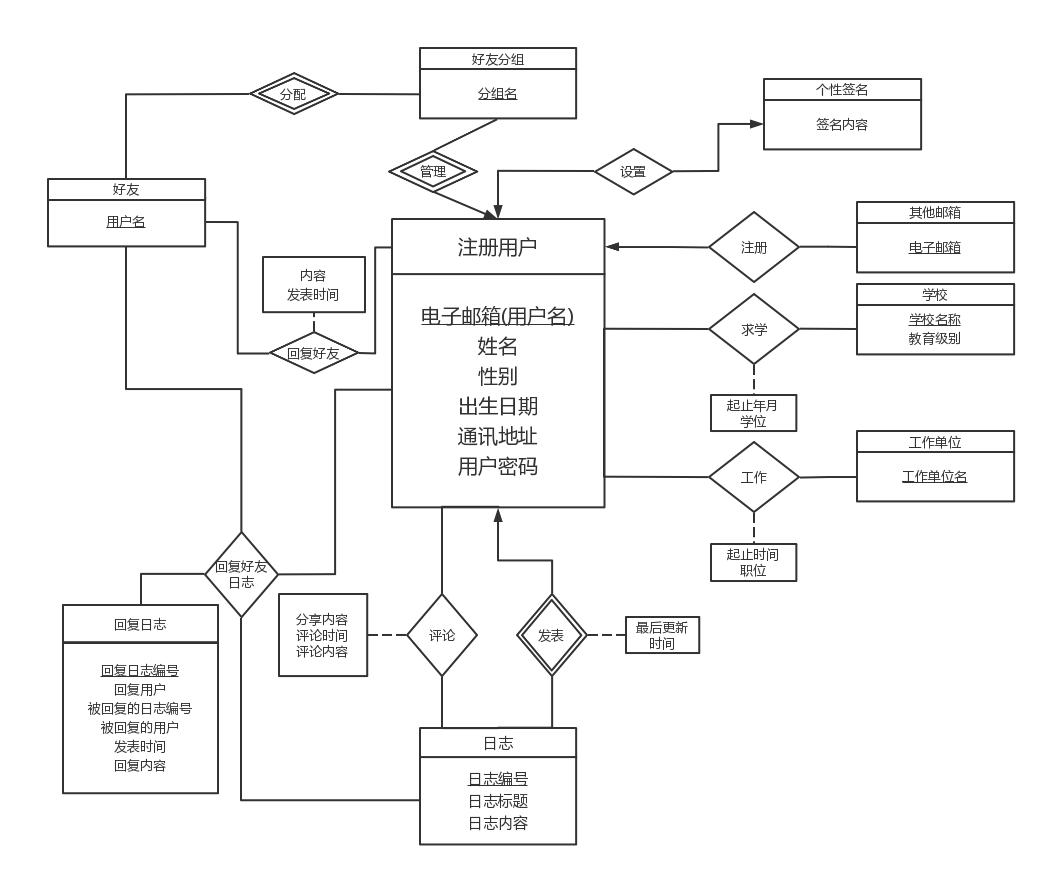 好友分组
分组名
分配
个性签名
签名内容
管理
设置
好友
用户名
注册用户
电子邮箱(用户名)
姓名
性别
出生日期
通讯地址
用户密码
注册
其他邮箱
电子邮箱
内容
发表时间
回复好友
求学
学校
学校名称
教育级别
起止年月
学位
工作
工作单位
工作单位名
起止时间
职位
回复好友
日志
回复日志
回复日志编号
回复用户
被回复的日志编号
被回复的用户
发表时间
回复内容
分享内容
评论时间
评论内容
评论
发表
最后更新
时间
日志
日志编号
日志标题
日志内容